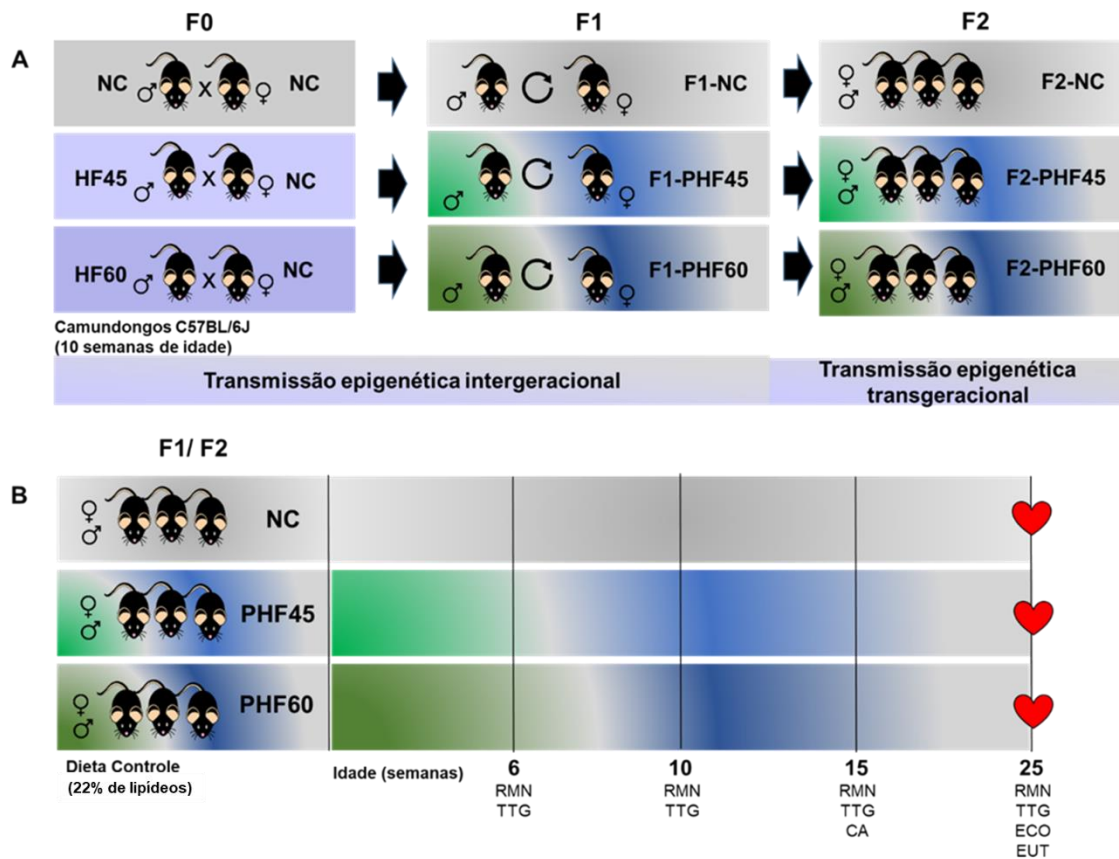 F0
F1
F2
A
NC ♂ X ♀ NC
♂ ♀ F1-NC
♀
♂
F2-NC
HF45 ♂ X ♀ NC
♂ ♀ F1-PHF45
♀
♂
F2-PHF45
HF60 ♂ X ♀ NC
♂ ♀ F1-PHF60
♀
♂
F2-PHF60
Camundongos C57BL/6J
(10 semanas de idade)
Transmissão epigenética intergeracional
Transmissão epigenética
transgeracional
F1/ F2
B
♀
♂
NC
♀
♂
PHF45
♀
♂
PHF60
Dieta Controle
(22% de lipídeos)
Idade (semanas)
6
RMN
TTG
10
RMN
TTG
15
RMN
TTG
CA
25
RMN
TTG
ECO
EUT